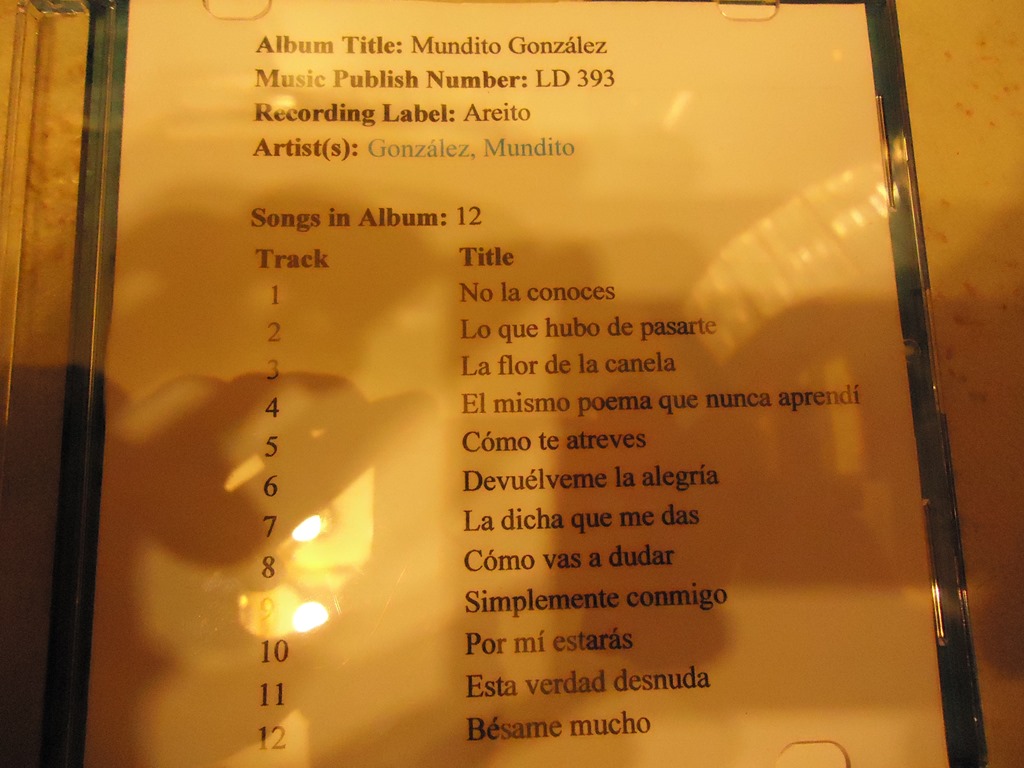 Album Title: Mundito González
Music Publish Number: LD 393
Recording Label: Areito
Artist(s): González, Mundito
Songs in Album: 12
Track Title
1 No la conoces
2 Lo que hubo de pasarte
3 La flor de la canela
4 El mismo poema que nunca aprendí
5 Cómo te atreves
6 Devuélveme la alegría
7 La dicha que me das
8 Cómo vas a dudar
9 Simplemente conmigo
10 Por mí estarás
11 Esta verdad desnuda
12 Bésame mucho